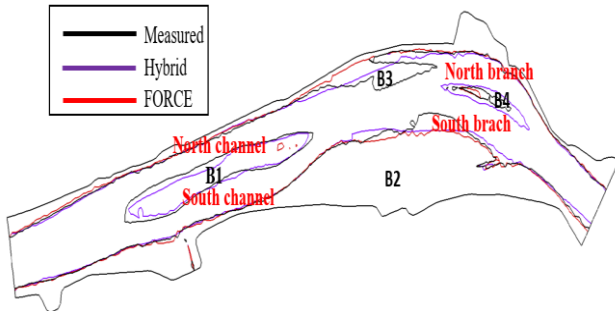 Measured
Hybrid
FORCE
B3
North branch
B4
South brach
North channel
B1
B2
South channel